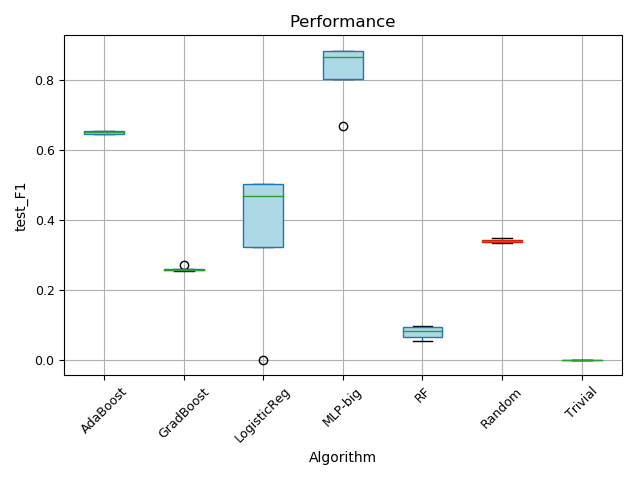 Performance
test_F1
0.8
0.6
0.4
0.2
0.0
AdaBoost
GradBoost
LogisticReg
MLP-big
RF
Random
Trivial
Algorithm